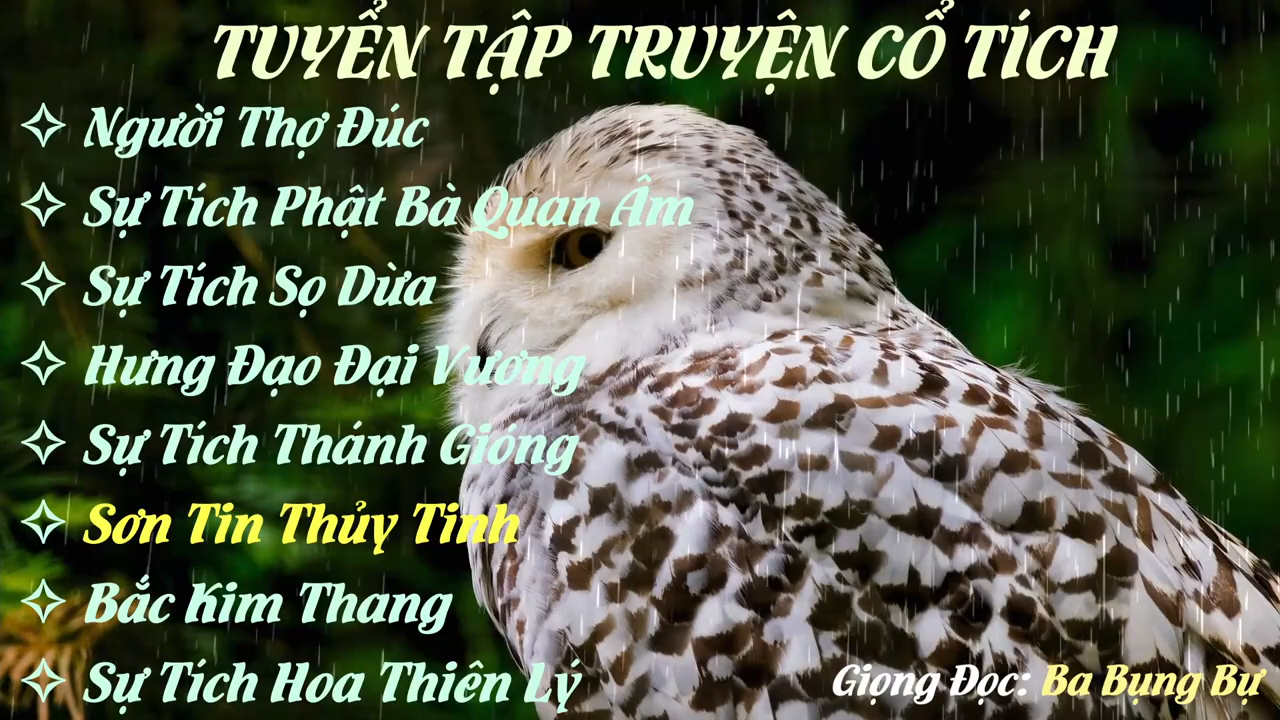 TUYỂN TẬP TRUYỆN CỔ TÍCH
Người Thợ Đúc
Sự Tích Phật Bà Quan Âm
Sự Tích Sọ Dừa
Hưng Đạo Đại Vương
Sự Tích Thánh Gióng
Sơn Tin Thủy Tinh
Bắc Kim Thang
Sự Tích Hoa Thiên Lý
Giọng Đọc: Ba Bụng Bự